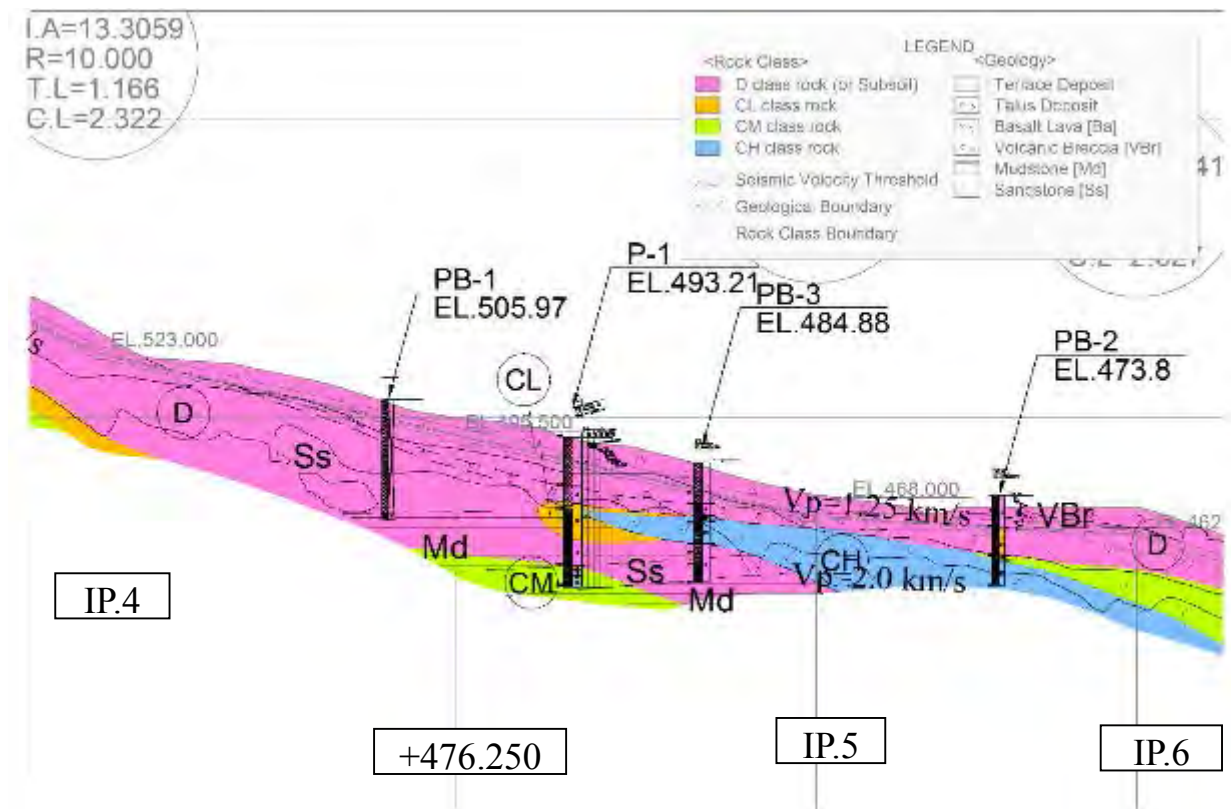 I.A=13.3059
R=10.000
T.L=1.166
C.L=2.322
LEGEND
<Rock Class>
<Geology>
D class rock (or Subsoil)
CL class rock
CM class rock
CH class rock
Seismic Velocity Threshold
Geological Boundary
Rock Class Boundary
Terrace Deposit
Talus Deposit
Basalt Lava [Ba]
Volcanic Breccia [VBr]
Mudstone [Md]
Sandstone [Ss]
41
P-1
EL.493.21
PB-1
EL.505.97
PB-3
EL.484.88
PB-2
EL.473.8
EL.523.000
CL
D
Ss
EL.468.000
Vp=1.25 km/s
VBr
462
D
Md
CM
Ss
CH
Vp=2.0 km/s
Md
IP.4
+476.250
IP.5
IP.6